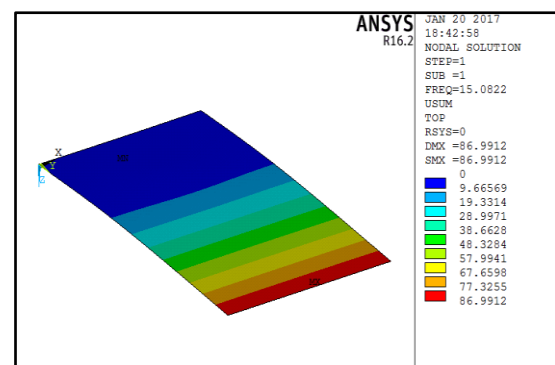 ANSYS
R16.2
JAN 20 2017
18:42:58
NODAL SOLUTION
STEP=1
SUB =1
FREQ=15.0822
USUM
TOP
RSYS=0
DMX =86.9912
SMX =86.9912
0
9.66569
19.3314
28.9971
38.6628
48.3284
57.9941
67.6598
77.3255
86.9912
X
Y
Z
MN
MX